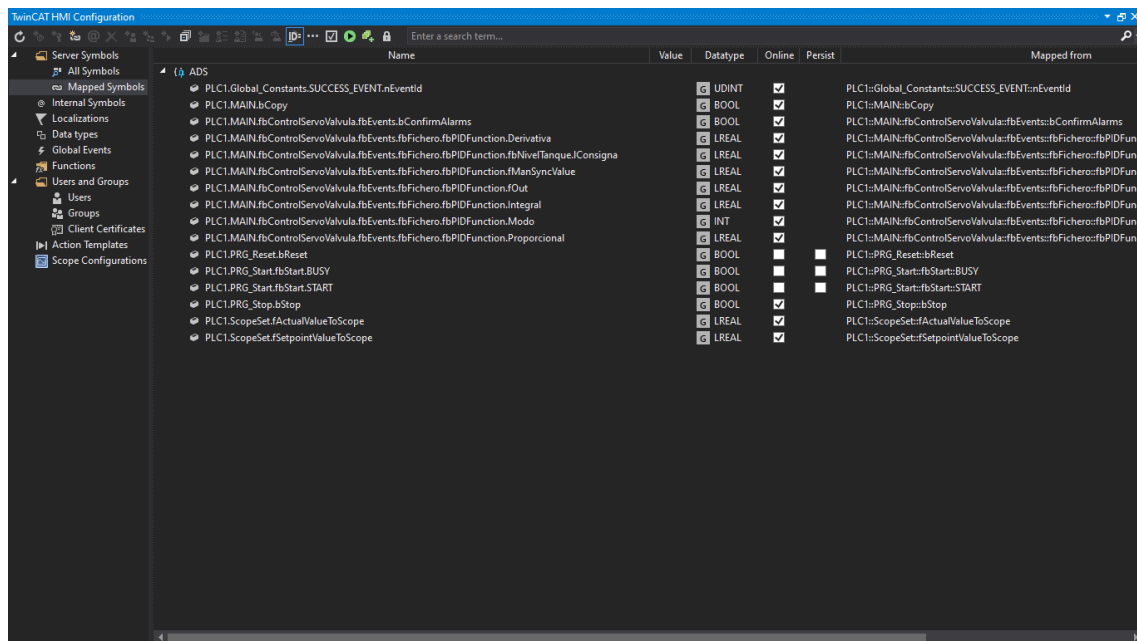 TwinCAT HMI Configuration
Enter a search term...
Server Symbols
All Symbols
Mapped Symbols
Internal Symbols
Localizations
Data types
Global Events
Functions
Users and Groups
Users
Groups
Client Certificates
Action Templates
Scope Configurations
Name Value Datatype Online Persist Mapped from
ADS
PLC1.Global_Constants.SUCCESS_EVENT.nEventId G UDINT PLC1::Global_Constants::SUCCESS_EVENT::nEventId
PLC1.MAIN.bCopy G BOOL PLC1::MAIN::bCopy
PLC1.MAIN.fbControlServoValvula.fbEvents.bConfirmAlarms G BOOL PLC1::MAIN::fbControlServoValvula::fbEvents::bConfirmAlarms
PLC1.MAIN.fbControlServoValvula.fbEvents.fbFichero.fbPIDFunction.Derivativa G LREAL PLC1::MAIN::fbControlServoValvula::fbEvents::fbFichero::fbPIDFun
PLC1.MAIN.fbControlServoValvula.fbEvents.fbFichero.fbPIDFunction.fbNivelTanque.lConsigna G LREAL PLC1::MAIN::fbControlServoValvula::fbEvents::fbFichero::fbPIDFun
PLC1.MAIN.fbControlServoValvula.fbEvents.fbFichero.fbPIDFunction.fManSyncValue G LREAL PLC1::MAIN::fbControlServoValvula::fbEvents::fbFichero::fbPIDFun
PLC1.MAIN.fbControlServoValvula.fbEvents.fbFichero.fbPIDFunction.fOut G LREAL PLC1::MAIN::fbControlServoValvula::fbEvents::fbFichero::fbPIDFun
PLC1.MAIN.fbControlServoValvula.fbEvents.fbFichero.fbPIDFunction.Integral G LREAL PLC1::MAIN::fbControlServoValvula::fbEvents::fbFichero::fbPIDFun
PLC1.MAIN.fbControlServoValvula.fbEvents.fbFichero.fbPIDFunction.Modo G INT PLC1::MAIN::fbControlServoValvula::fbEvents::fbFichero::fbPIDFun
PLC1.MAIN.fbControlServoValvula.fbEvents.fbFichero.fbPIDFunction.Proporcional G LREAL PLC1::MAIN::fbControlServoValvula::fbEvents::fbFichero::fbPIDFun
PLC1.PRG_Reset.bReset G BOOL PLC1::PRG_Reset::bReset
PLC1.PRG_Start.fbStart.BUSY G BOOL PLC1::PRG_Start::fbStart::BUSY
PLC1.PRG_Start.fbStart.START G BOOL PLC1::PRG_Start::fbStart::START
PLC1.PRG_Stop.bStop G BOOL PLC1::PRG_Stop::bStop
PLC1.ScopeSet.fActualValueToScope G LREAL PLC1::ScopeSet::fActualValueToScope
PLC1.ScopeSet.fSetpointValueToScope G LREAL PLC1::ScopeSet::fSetpointValueToScope